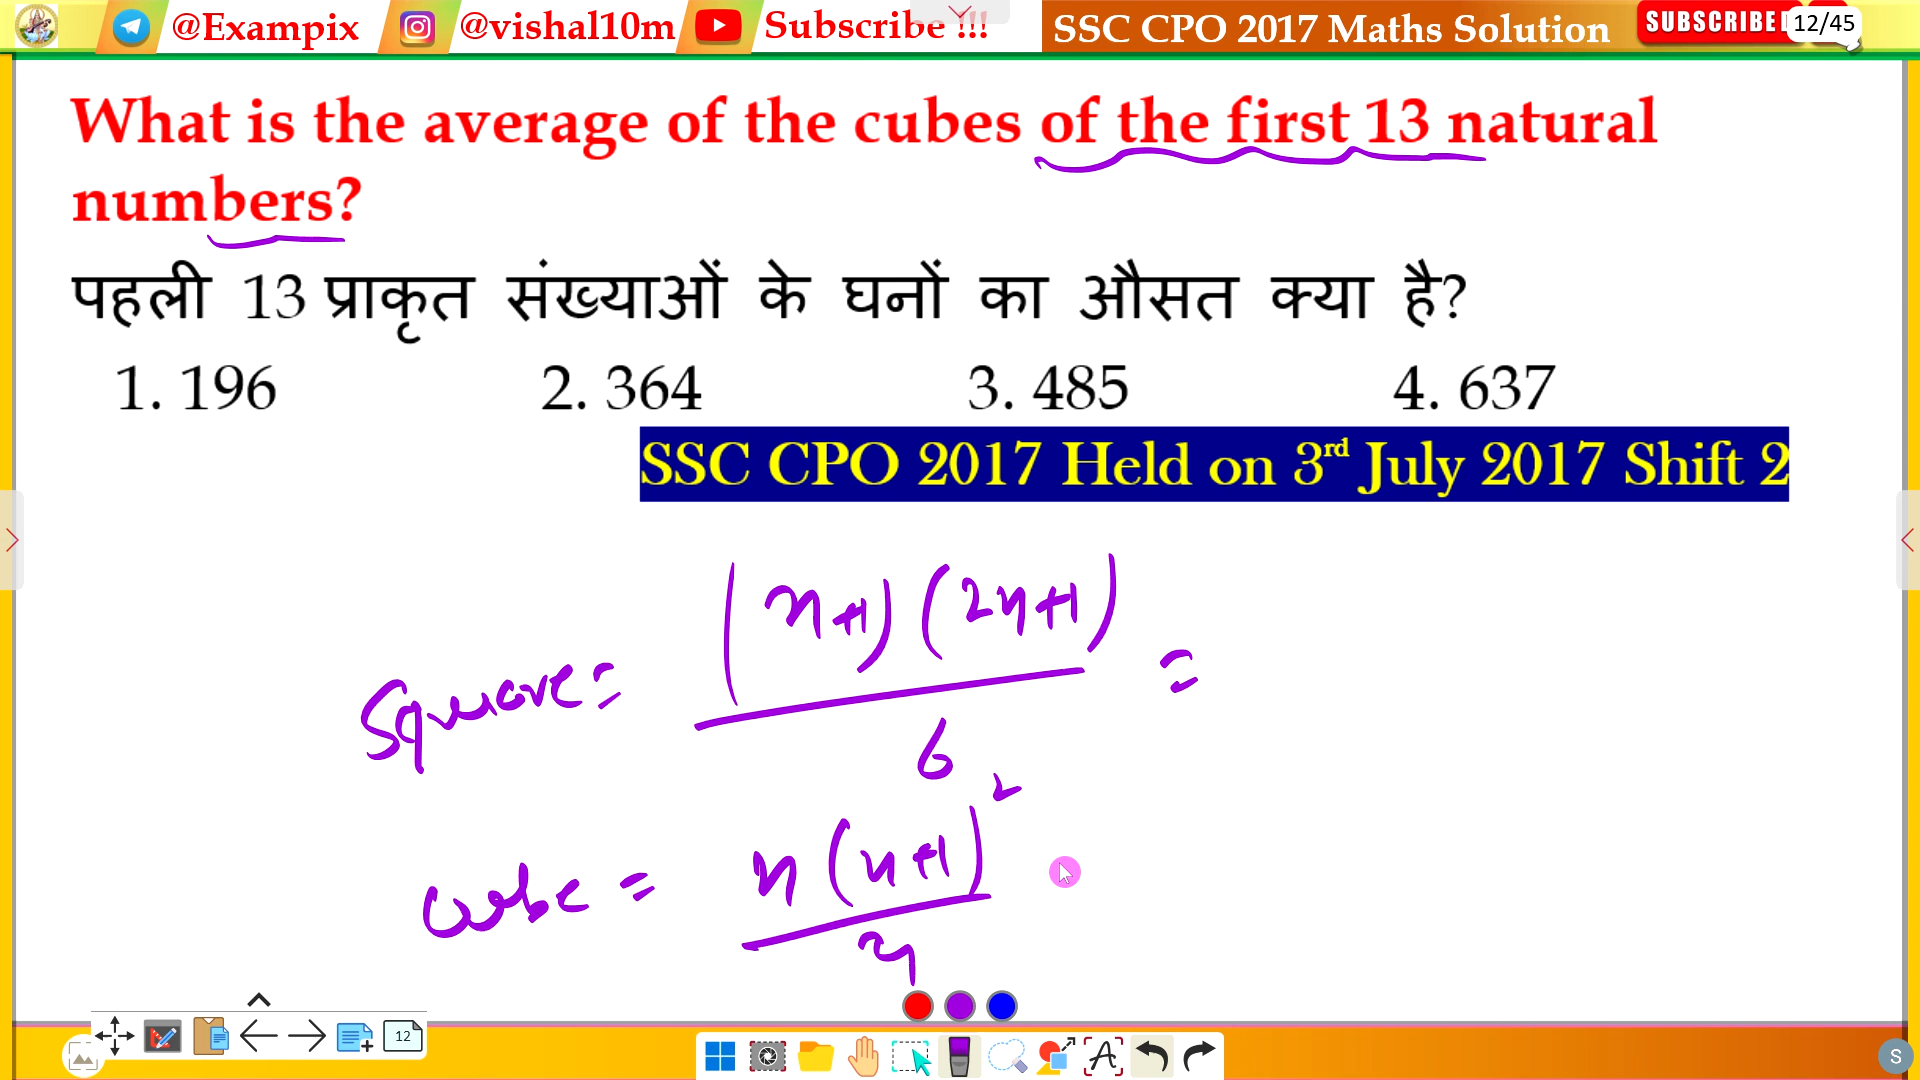 @Exampix @vishal10m Subscribe !!! SSC CPO 2017 Maths Solution SUBSCRIBED 12/45
What is the average of the cubes of the first 13 natural
numbers?
पहली 13 प्राकृत संख्याओं के घनों का औसत क्या है?
1. 196 2. 364 3. 485 4. 637
SSC CPO 2017 Held on 3rd July 2017 Shift 2
Square = (n+1) (2n+1) / 6 =
Cube = n(n+1)² / 4
12
S